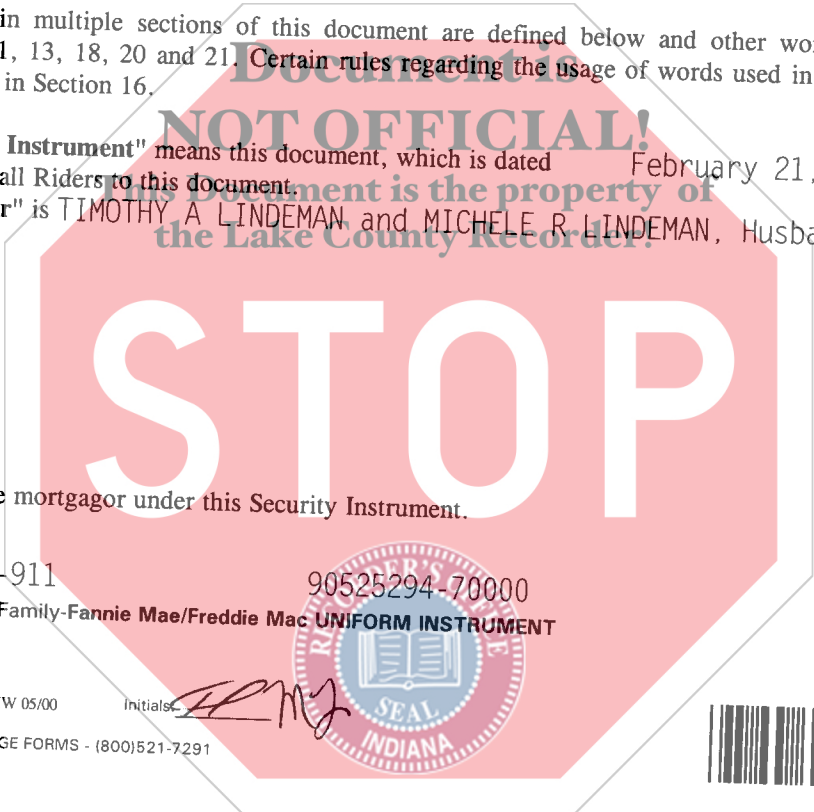 in multiple sections of this document are defined below and other
1, 13, 18, 20 and 21. Certain rules regarding the usage of words used in
in Section 16.
Document is
NOT OFFICIAL!
Instrument" means this document, which is dated February 21,
all Riders to this document.
This Document is the property of
r" is TIMOTHY A LINDEMAN and MICHELE R LINDEMAN,
the Lake County Recorder!
STOP
mortgagor under this Security Instrument.
-911 90525294-70000
Family-Fannie Mae/Freddie Mac UNIFORM INSTRUMENT
RECORDER'S OFFICE
SEAL
INDIANA
W 05/00 Initials:
GE FORMS - (800)521-7291